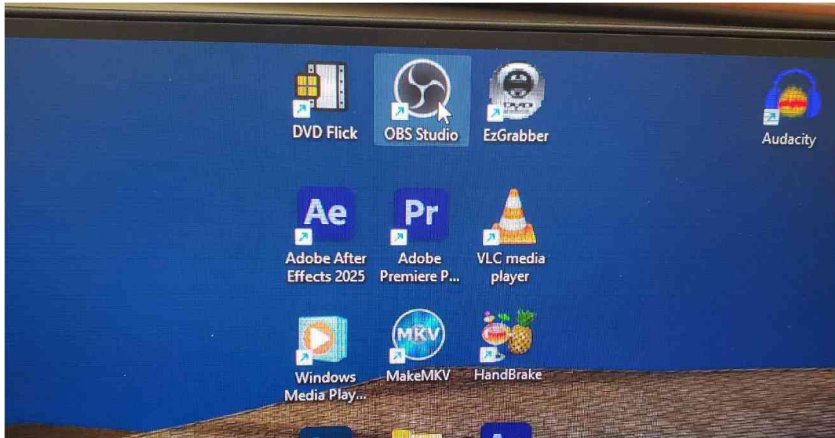 DVD Flick
OBS Studio
EzGrabber
Audacity
Ae
Pr
Adobe After
Effects 2025
Adobe
Premiere P...
VLC media
player
MKV
Windows
Media Play...
MakeMKV
HandBrake